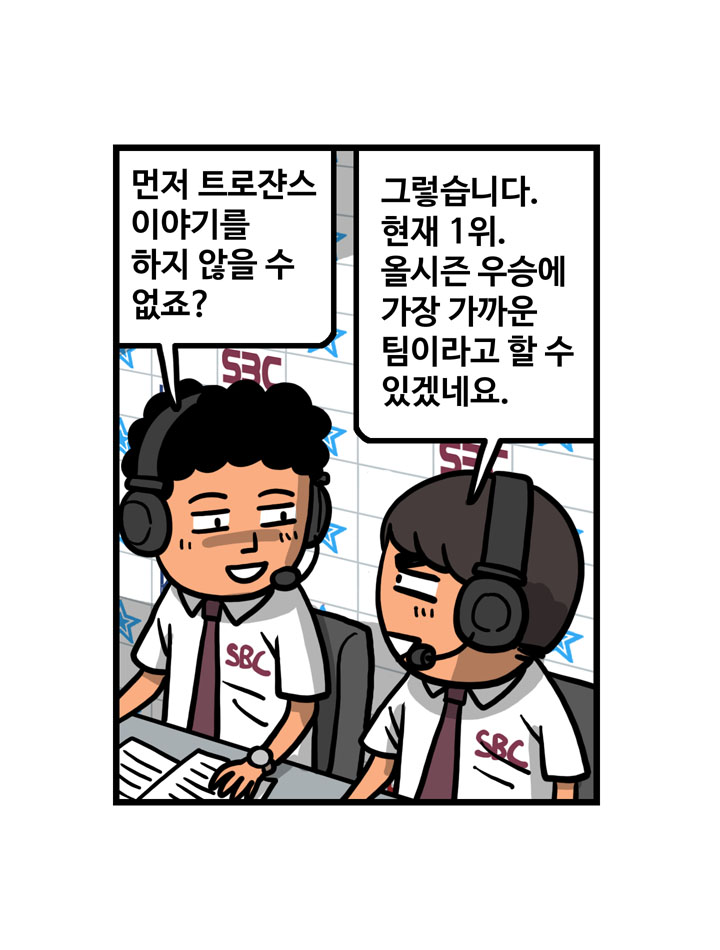 먼저 트로쟌스
이야기를
하지 않을 수
없죠?
그렇습니다.
현재 1위.
올시즌 우승에
가장 가까운
팀이라고 할 수
있겠네요.
SBC
SBC
SBC
SBC